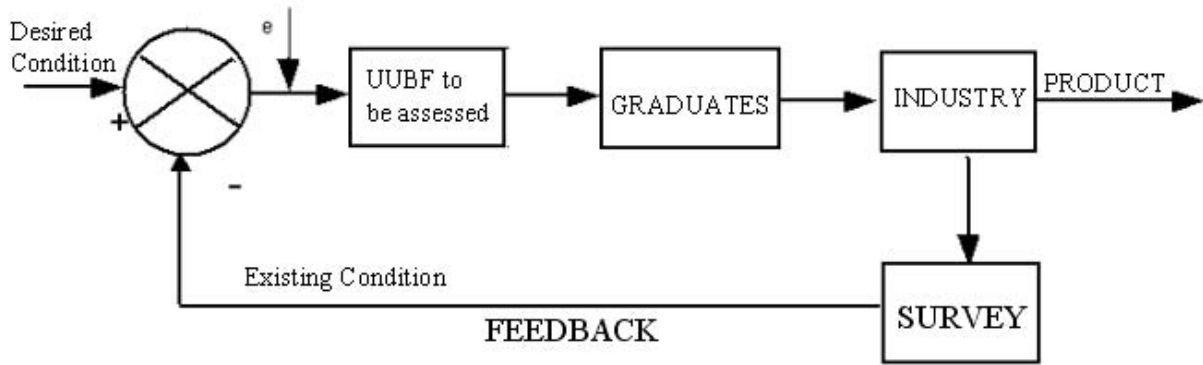 Desired
Condition
e
+
-
UUBF to
be assessed
GRADUATES
INDUSTRY
PRODUCT
Existing Condition
FEEDBACK
SURVEY